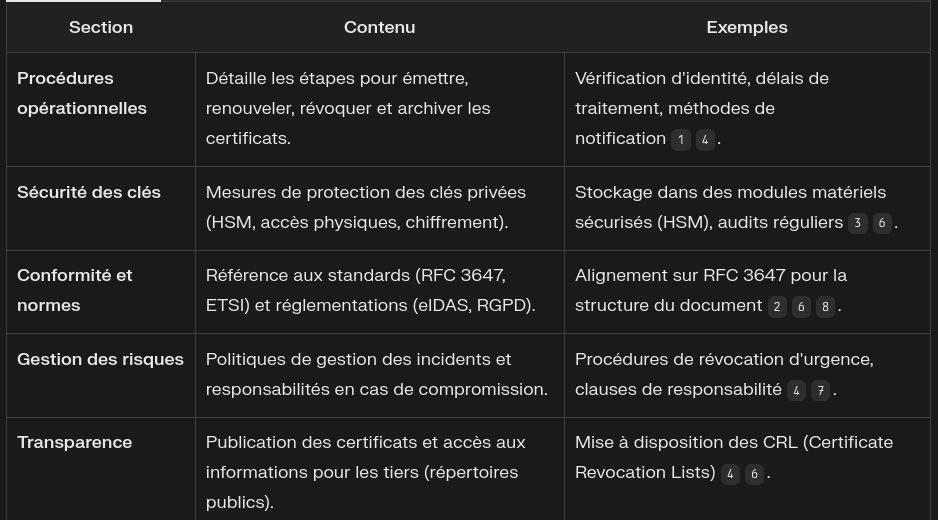 Section Contenu Exemples
Procédures Détaille les étapes pour émettre, Vérification d'identité, délais de
opérationnelles renouveler, révoquer et archiver les traitement, méthodes de
certificats. notification 1 4 .
Sécurité des clés Mesures de protection des clés privées Stockage dans des modules matériels
(HSM, accès physiques, chiffrement). sécurisés (HSM), audits réguliers 3 6 .
Conformité et Référence aux standards (RFC 3647, Alignement sur RFC 3647 pour la
normes ETSI) et réglementations (eIDAS, RGPD). structure du document 2 6 8 .
Gestion des risques Politiques de gestion des incidents et Procédures de révocation d'urgence,
responsabilités en cas de compromission. clauses de responsabilité 4 7 .
Transparence Publication des certificats et accès aux Mise à disposition des CRL (Certificate
informations pour les tiers (répertoires Revocation Lists) 4 6 .
publics).